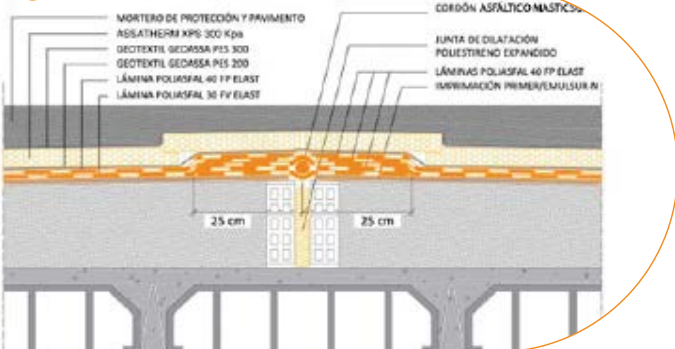 MORTERO DE PROTECCIÓN Y PAVIMENTO
ASSATHERM XPS 300 Kpa
GEOTEXTIL GEOASSA PES 300
GEOTEXTIL GEOASSA PES 200
LÁMINA POLIASFAL 40 FP ELAST
LÁMINA POLIASFAL 30 FV ELAST
CORDÓN ASFÁLTICO
JUNTA DE DILATACIÓN
POLIESTIRENO EXPANDIDO
LÁMINAS POLIASFAL 40 FP ELAST
IMPRIMACIÓN PRIMER/EMULSUR N
25 cm
25 cm